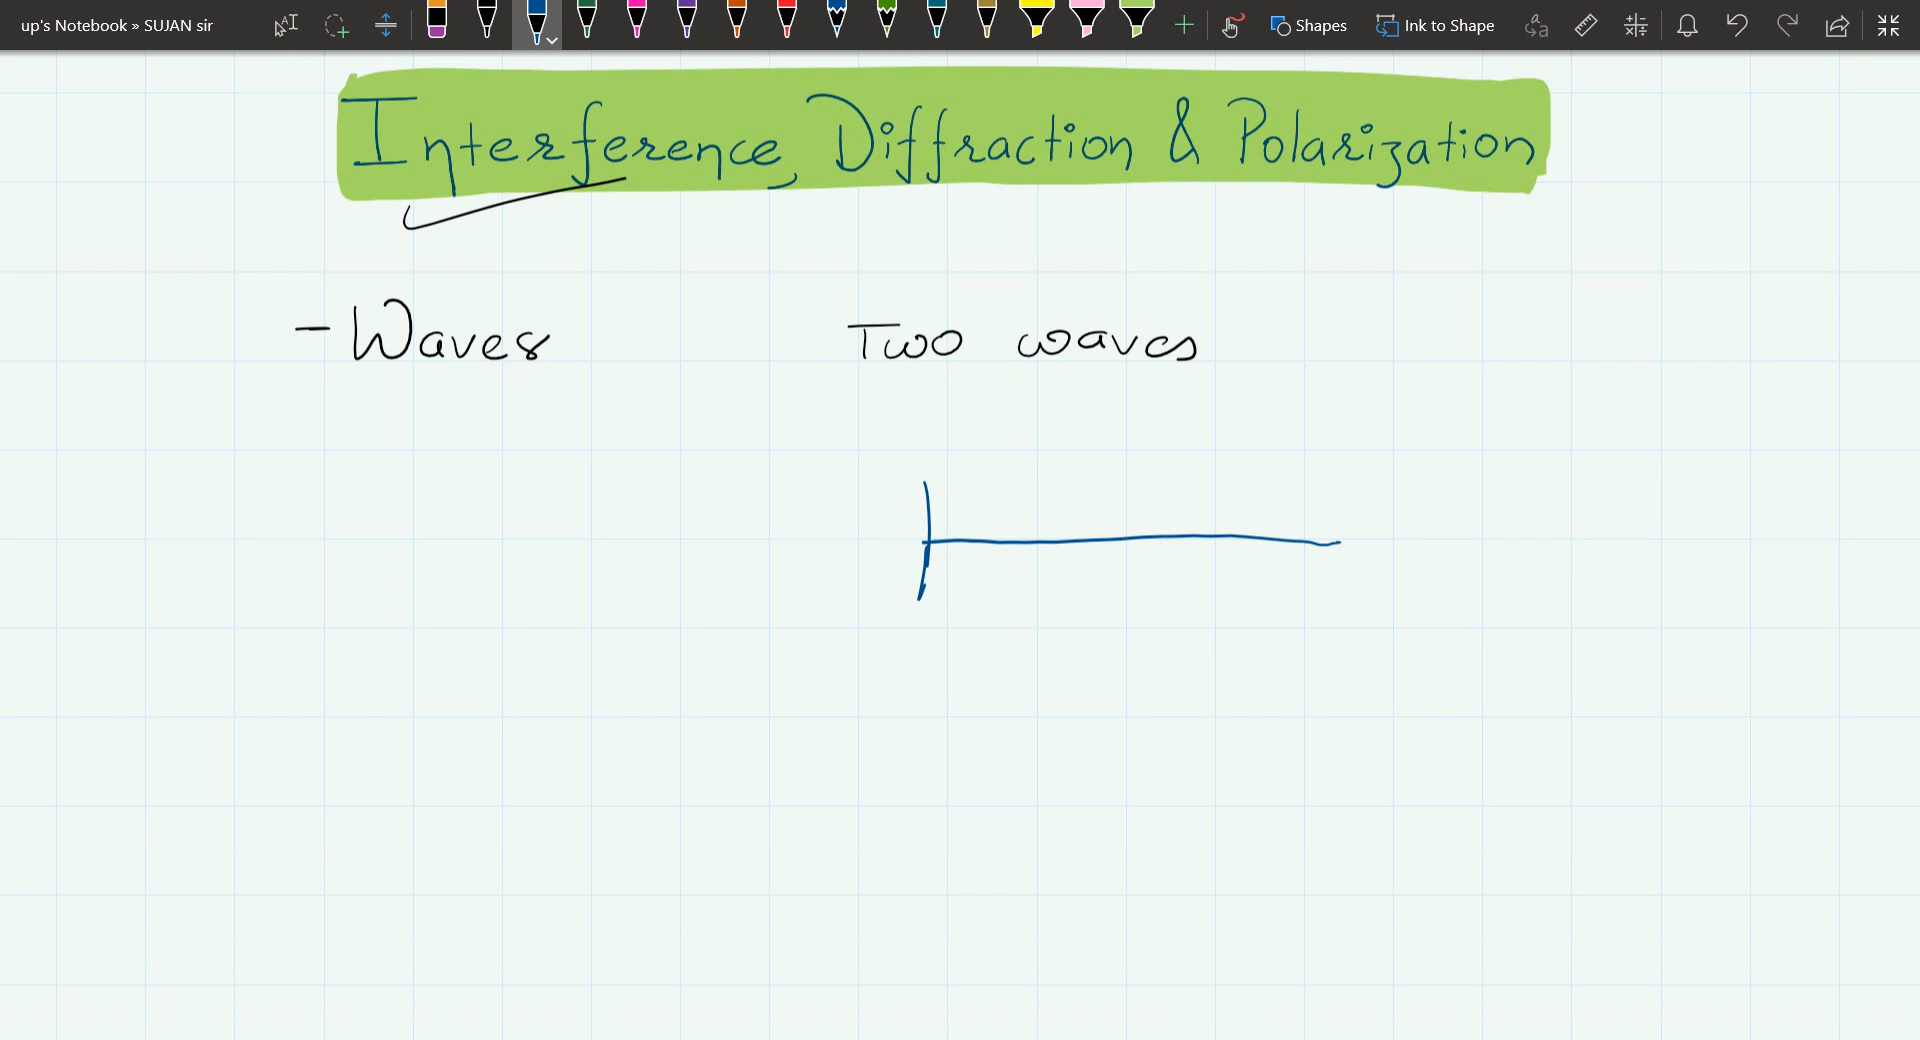 up's Notebook » SUJAN sir Shapes Ink to Shape
Interference, Diffraction & Polarization
- Waves Two waves